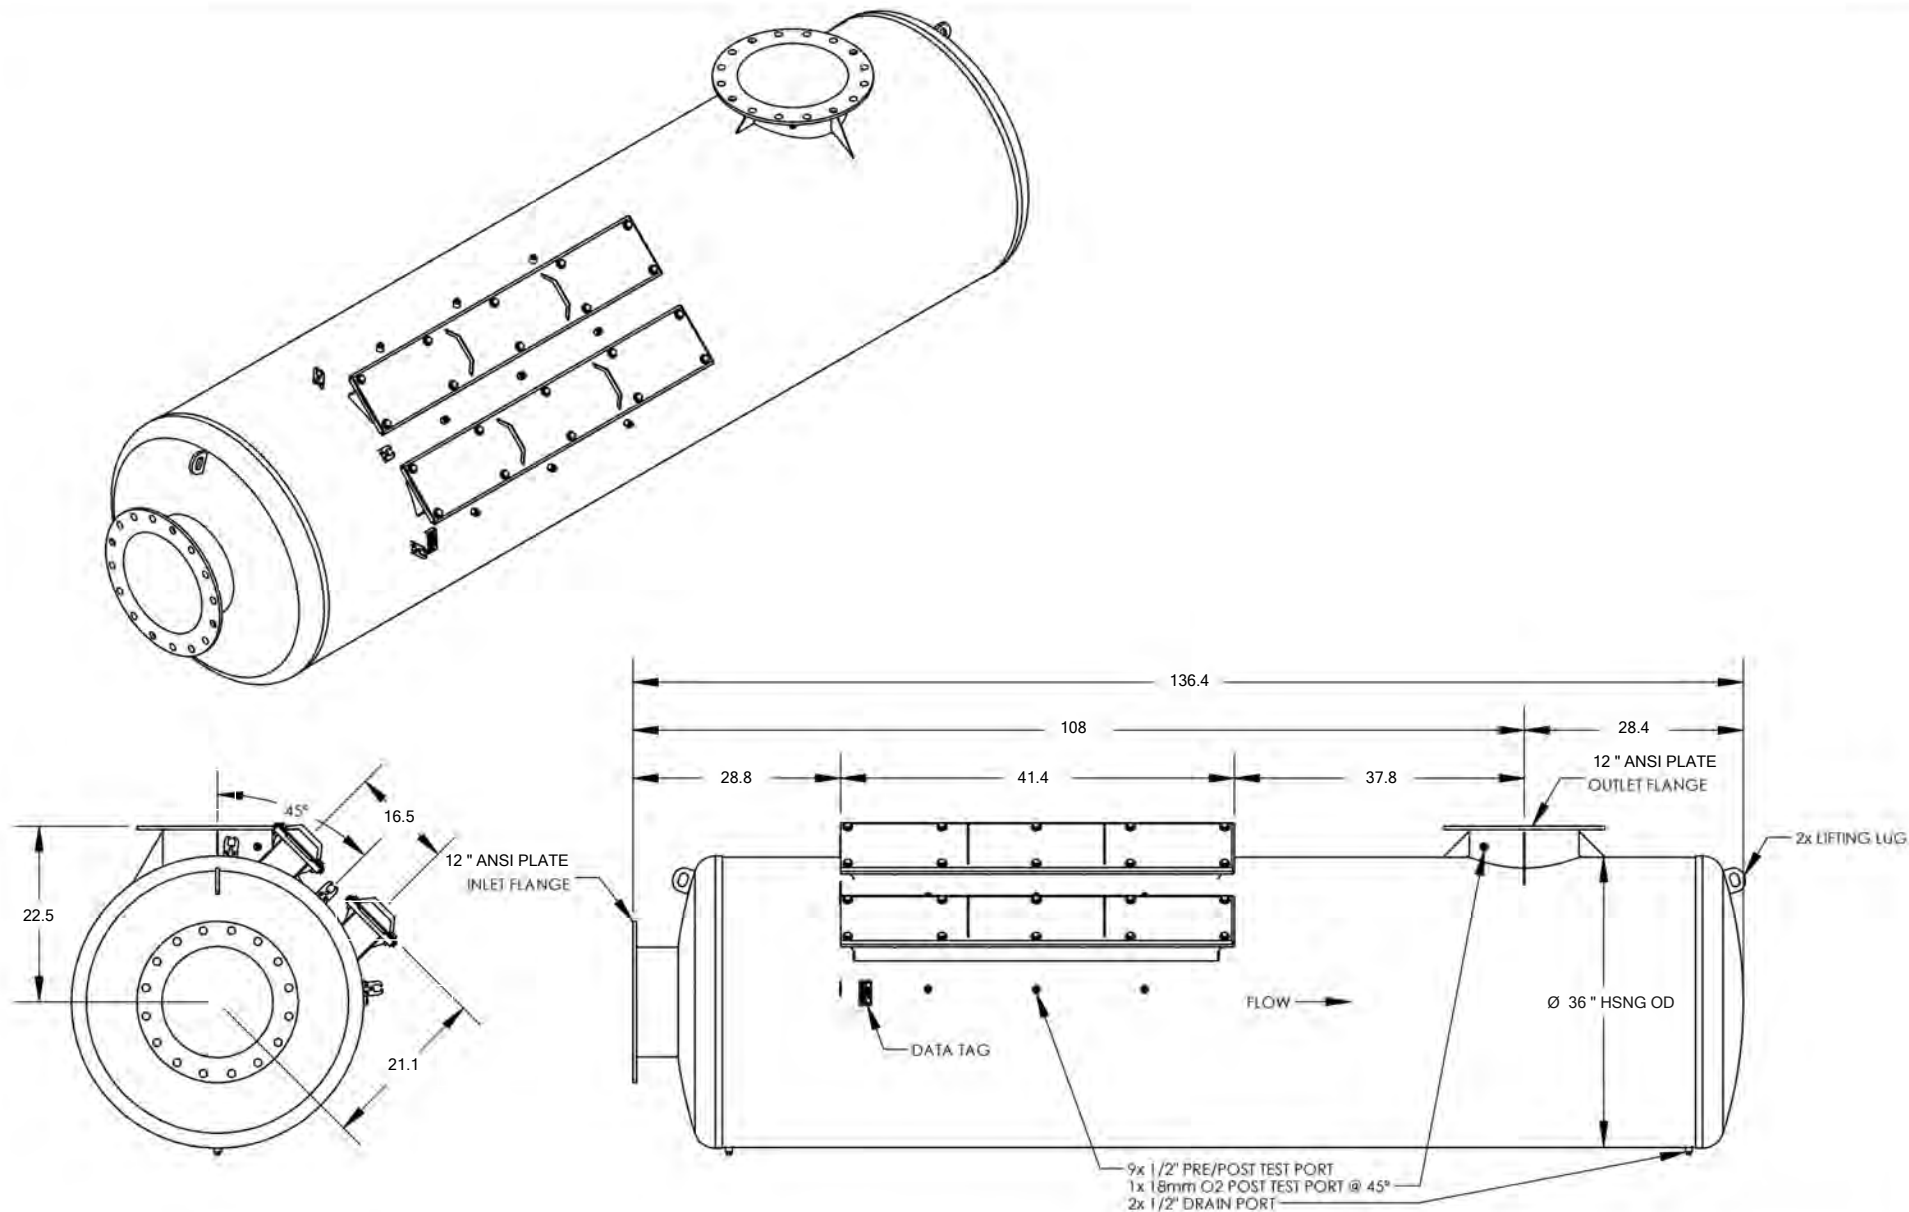 136.4
108
28.4
12 " ANSI PLATE
OUTLET FLANGE
28.8
41.4
37.8
45°
16.5
12 " ANSI PLATE
INLET FLANGE
2x LIFTING LUG
22.5
FLOW
Ø 36 " HSNG OD
DATA TAG
21.1
9x 1/2" PRE/POST TEST PORT
1x 18mm O2 POST TEST PORT @ 45°
2x 1/2" DRAIN PORT